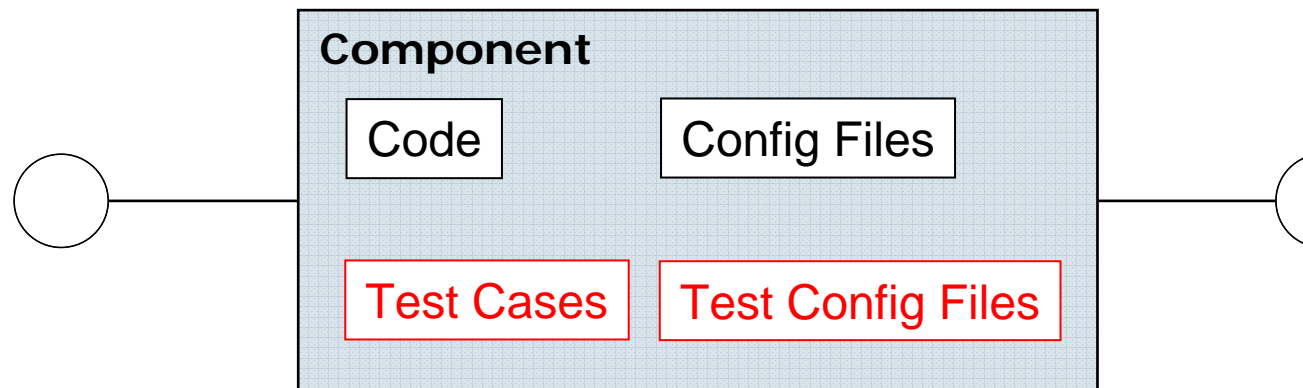 Component
Code
Config Files
Test Cases
Test Config Files